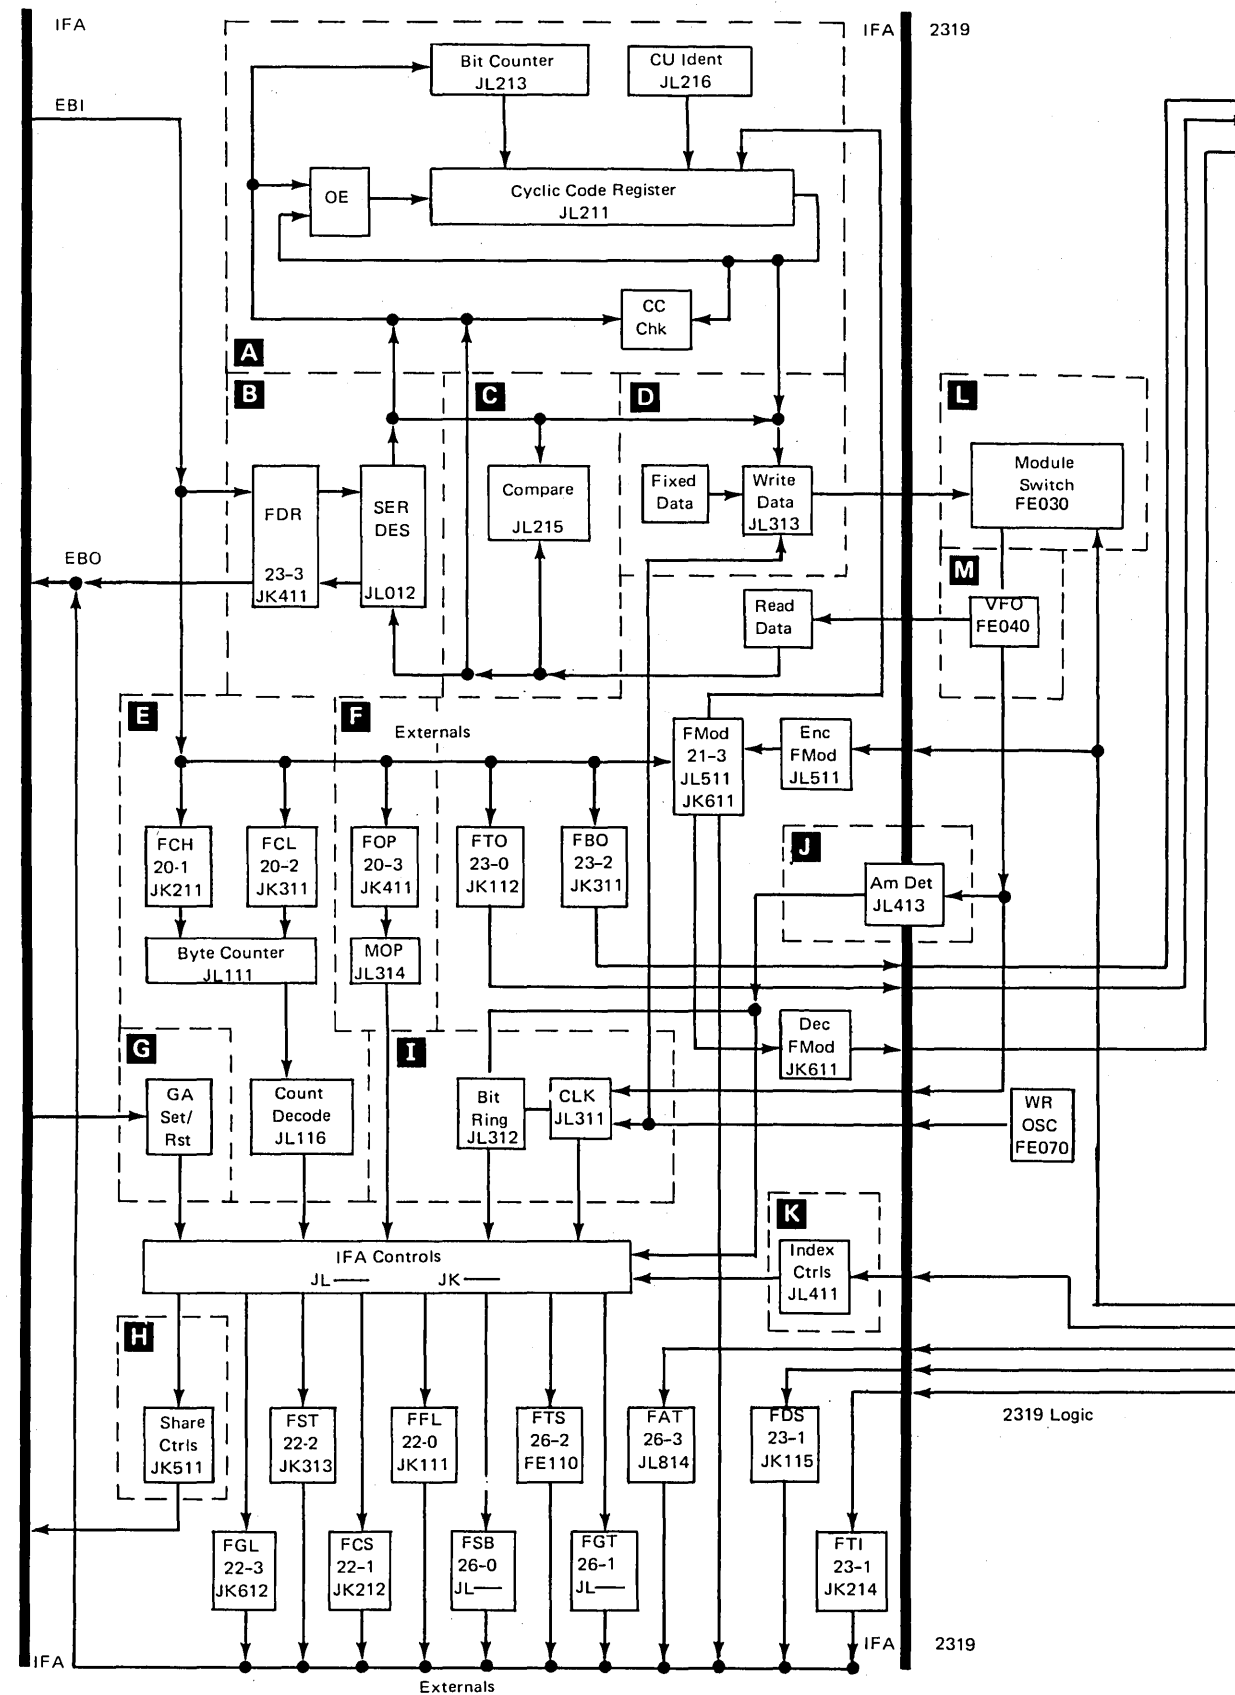 IFA
IFA
2319
EBI
Bit Counter
JL213
CU Ident
JL216
OE
Cyclic Code Register
JL211
CC
Chk
A
B
C
D
L
FDR
23-3
JK411
SER
DES
JL012
Compare
JL215
Fixed
Data
Write
Data
JL313
Module
Switch
FE030
EBO
M
VFO
FE040
Read
Data
E
F
Externals
FMod
21-3
JL511
JK611
Enc
FMod
JL511
J
Am Det
JL413
FCH
20-1
JK211
FCL
20-2
JK311
FOP
20-3
JK411
FTO
23-0
JK112
FBO
23-2
JK311
Byte Counter
JL111
MOP
JL314
G
I
Dec
FMod
JK611
GA
Set/
Rst
Count
Decode
JL116
Bit
Ring
JL312
CLK
JL311
WR
OSC
FE070
K
Index
Ctrls
JL411
IFA Controls
JL—— JK——
H
Share
Ctrls
JK511
FST
22-2
JK313
FFL
22-0
JK111
FTS
26-2
FE110
FAT
26-3
JL814
FDS
23-1
JK115
2319 Logic
FGL
22-3
JK612
FCS
22-1
JK212
FSB
26-0
JL——
FGT
26-1
JL——
FTI
23-1
JK214
IFA
IFA
2319
Externals